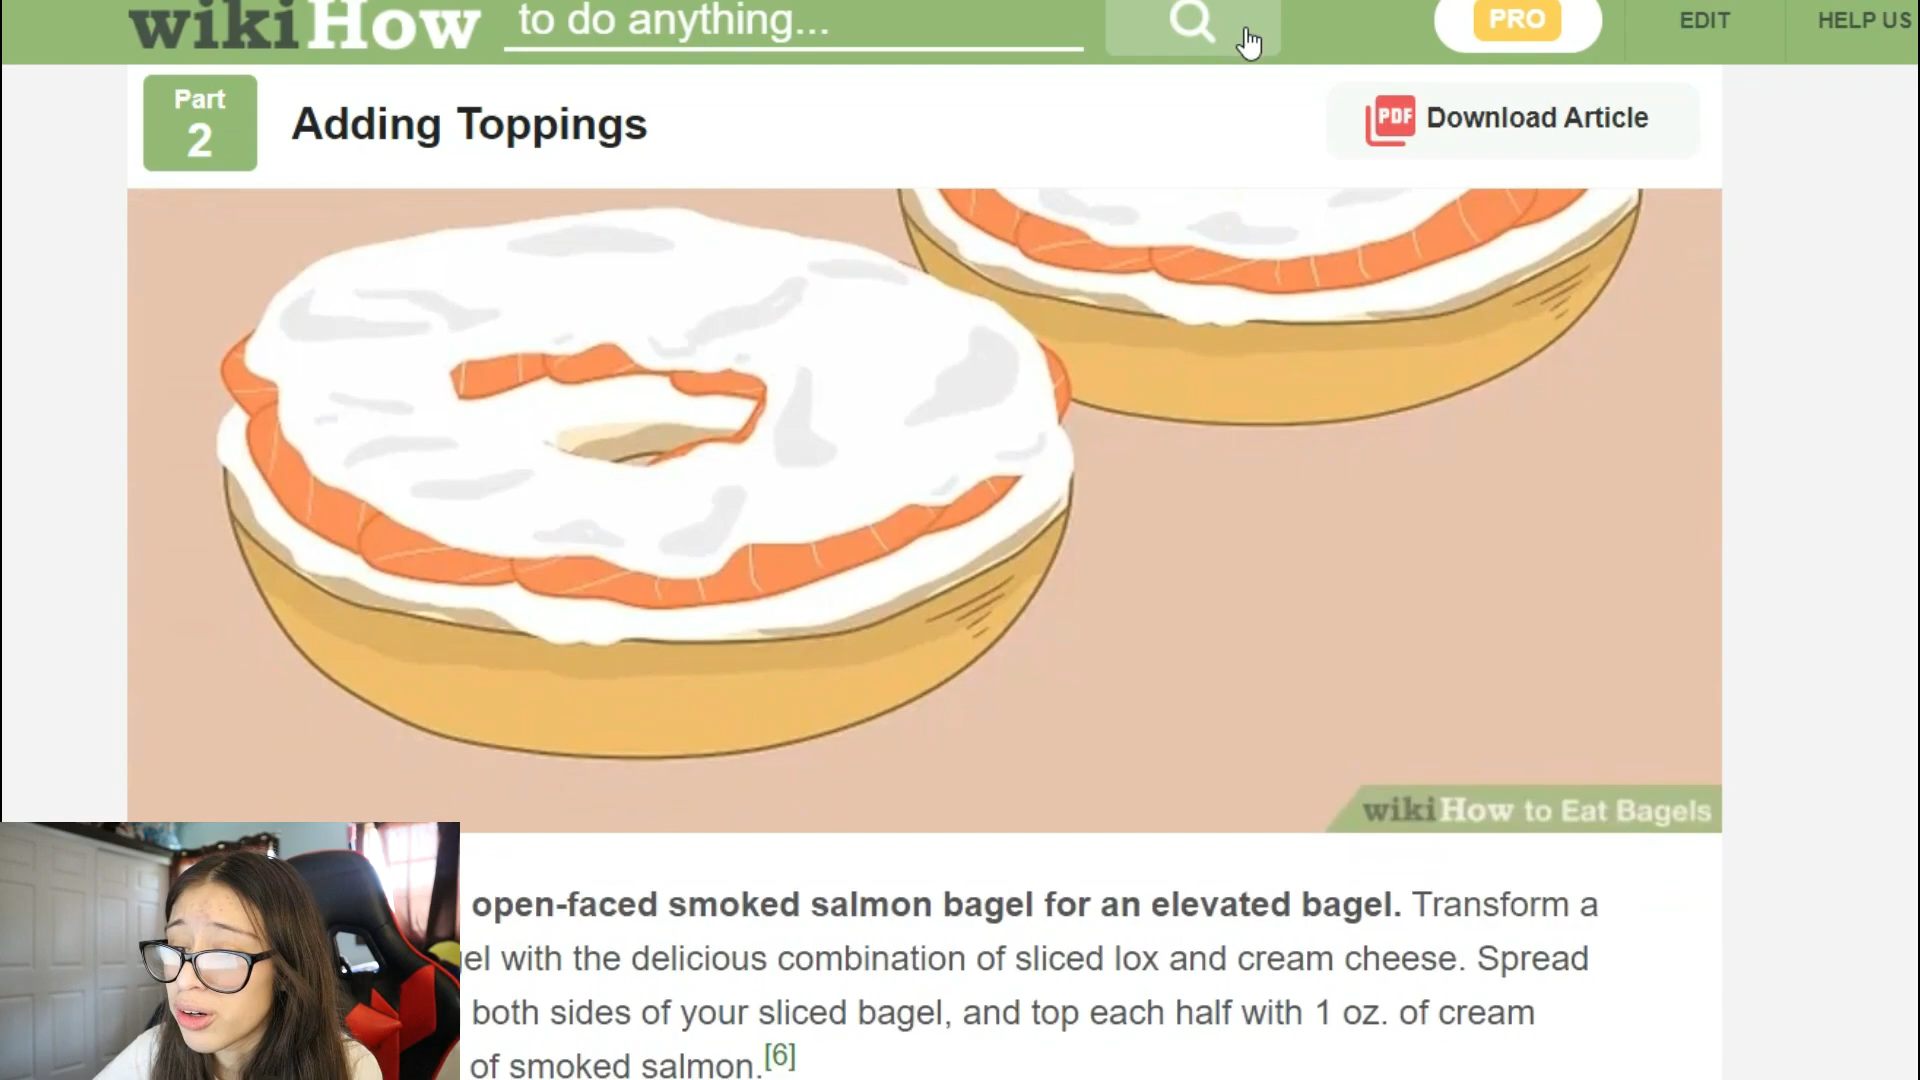 wikiHow to do anything...
PRO
EDIT
HELP US
Part
2
Adding Toppings
PDF Download Article
wikiHow to Eat Bagels
open-faced smoked salmon bagel for an elevated bagel. Transform a
el with the delicious combination of sliced lox and cream cheese. Spread
both sides of your sliced bagel, and top each half with 1 oz. of cream
of smoked salmon.[6]